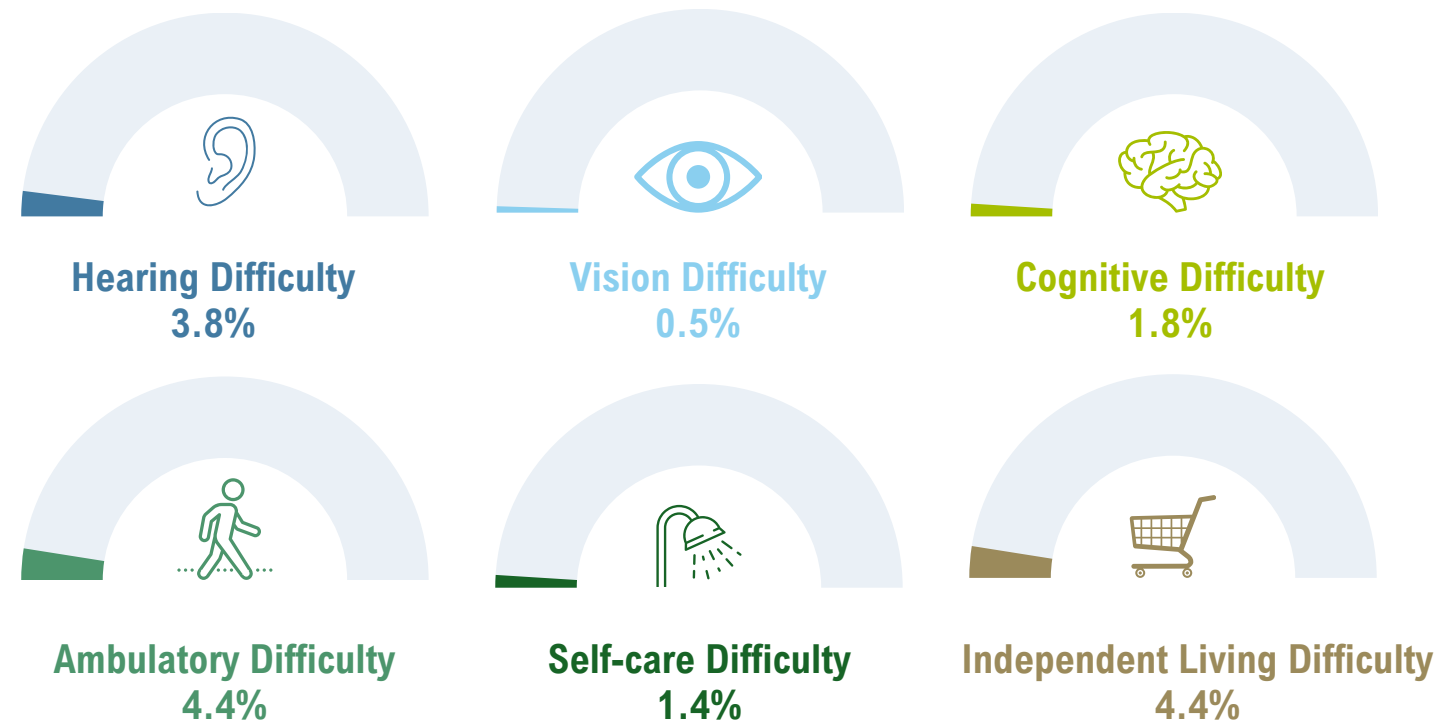 Hearing Difficulty
3.8%
Vision Difficulty
0.5%
Cognitive Difficulty
1.8%
Ambulatory Difficulty
4.4%
Self-care Difficulty
1.4%
Independent Living Difficulty
4.4%